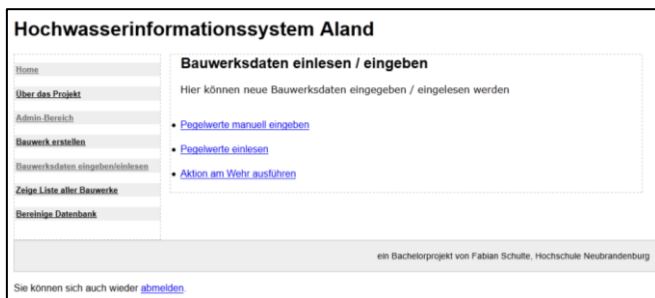 Hochwasserinformationssystem Aland
Home
Über das Projekt
Admin-Bereich
Bauwerk erstellen
Bauwerksdaten eingeben/einlesen
Zeige Liste aller Bauwerke
Bereinige Datenbank
Bauwerksdaten einlesen / eingeben
Hier können neue Bauwerksdaten eingegeben / eingelesen werden
• Pegelwerte manuell eingeben
• Pegelwerte einlesen
• Aktion am Wehr ausführen
ein Bachelorprojekt von Fabian Schulte, Hochschule Neubrandenburg
Sie können sich auch wieder abmelden.